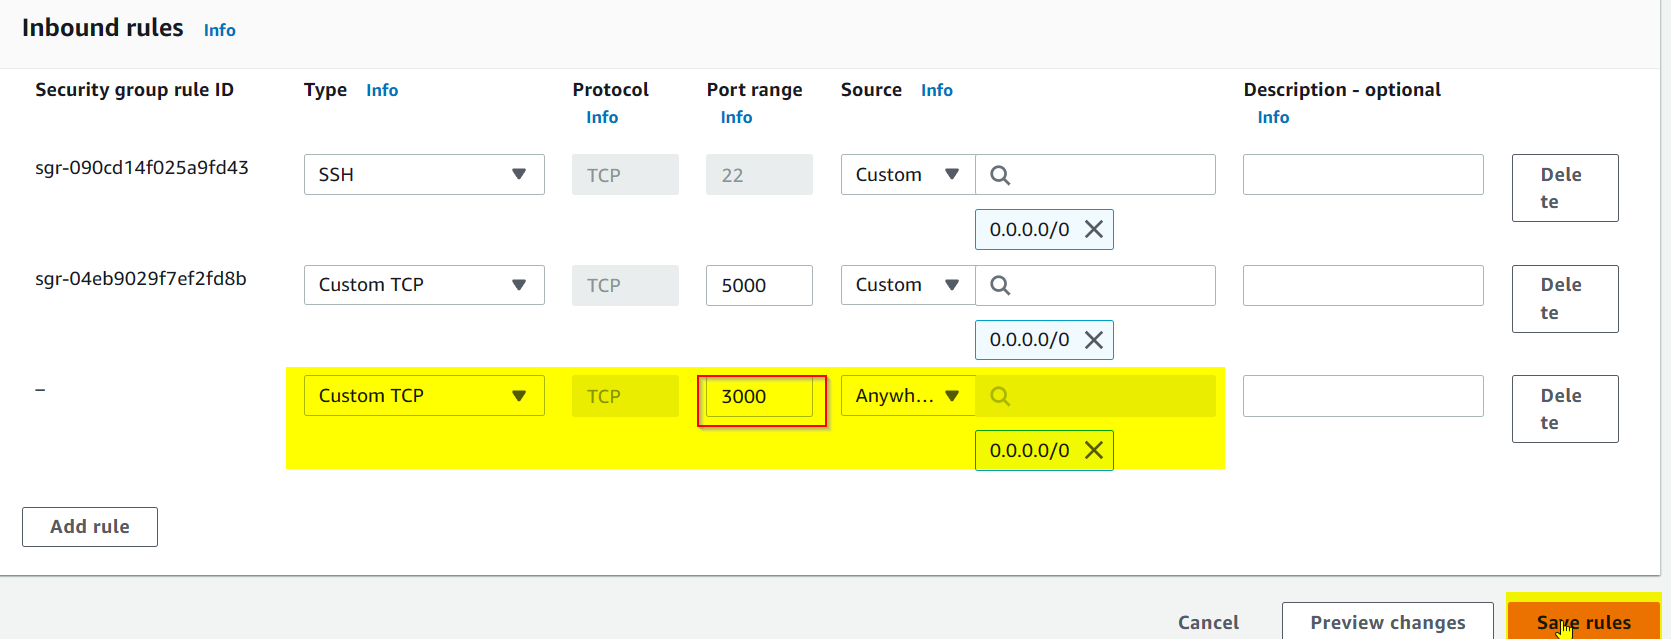 Inbound rules Info
Security group rule ID Type Info Protocol Info Port range Info Source Info Description - optional Info
sgr-090cd14f025a9fd43 SSH TCP 22 Custom Delete
0.0.0.0/0
sgr-04eb9029f7ef2fd8b Custom TCP TCP 5000 Custom Delete
0.0.0.0/0
– Custom TCP TCP 3000 Anywh... Delete
0.0.0.0/0
Add rule
Cancel Preview changes Save rules